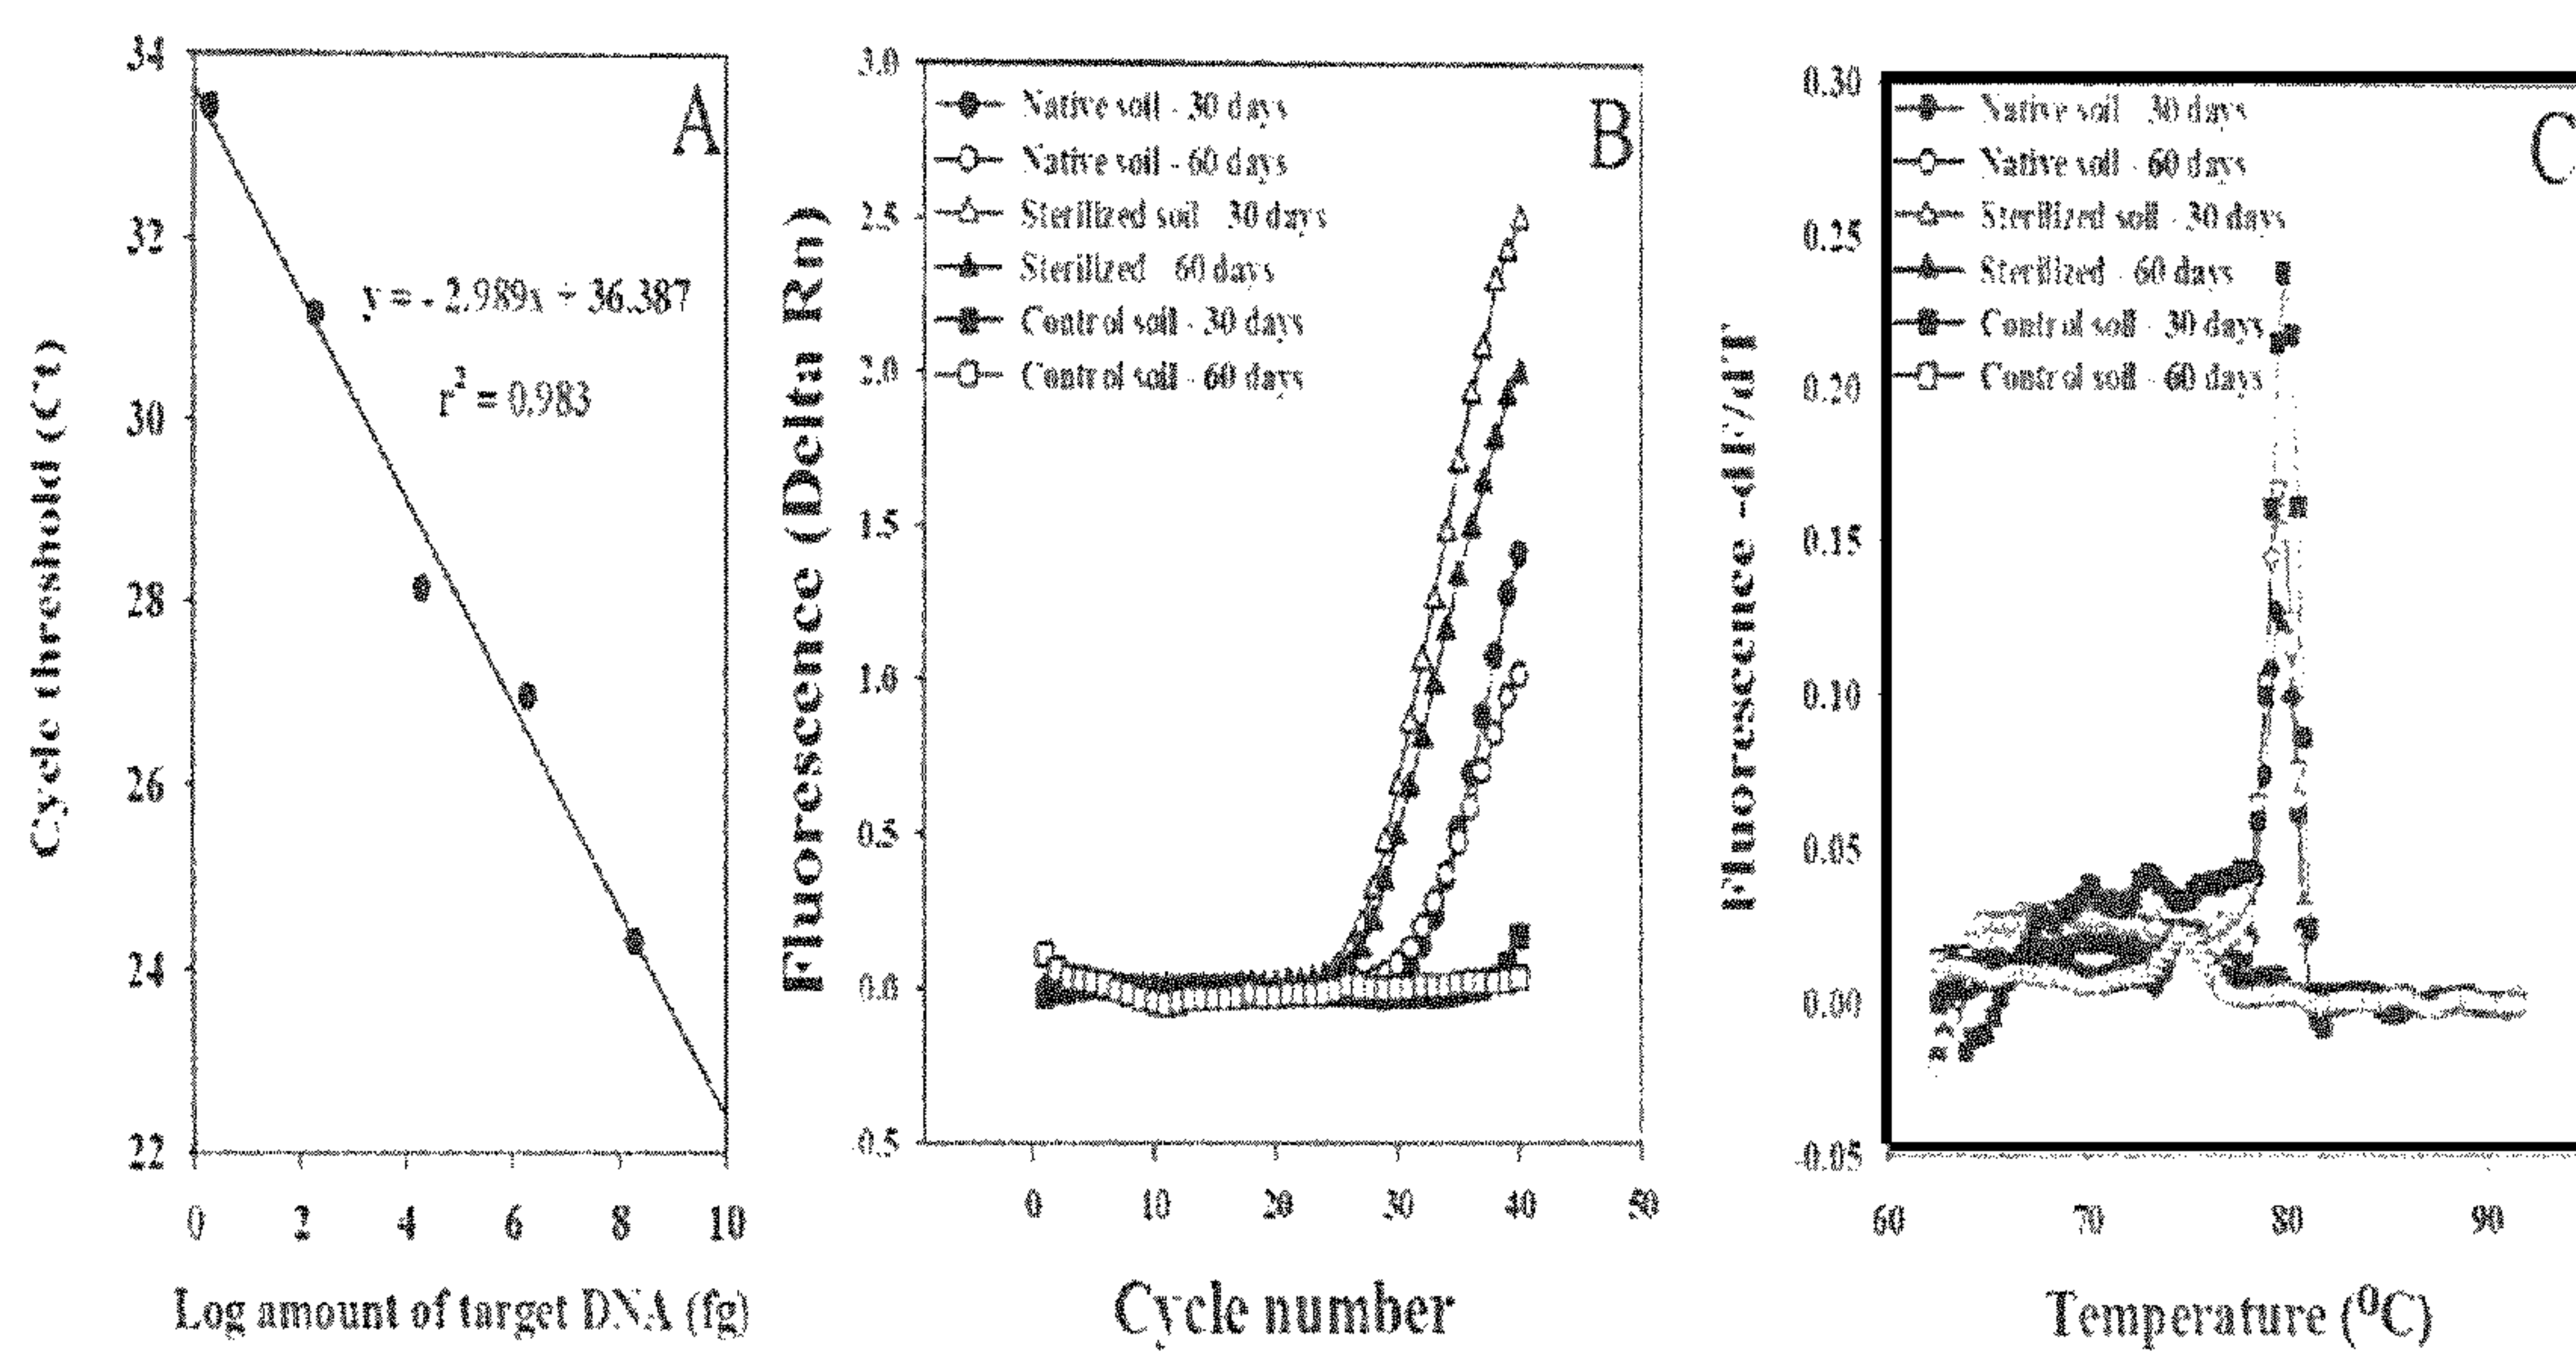 A
34
32
30
28
26
24
22
y = - 2.989x + 36.387
r² = 0.983
Cycle threshold (Ct)
0 2 4 6 8 10
Log amount of target DNA (fg)
B
3.0
2.5
2.0
1.5
1.0
0.5
0.0
-0.5
Native soil - 30 days
Native soil - 60 days
Sterilized soil - 30 days
Sterilized - 60 days
Control soil - 30 days
Control soil - 60 days
Fluorescence (Delta Rn)
0 10 20 30 40 50
Cycle number
C
0.30
0.25
0.20
0.15
0.10
0.05
0.00
-0.05
Native soil - 30 days
Native soil - 60 days
Sterilized soil - 30 days
Sterilized - 60 days
Control soil - 30 days
Control soil - 60 days
Fluorescence -dF/dT
60 70 80 90
Temperature (⁰C)